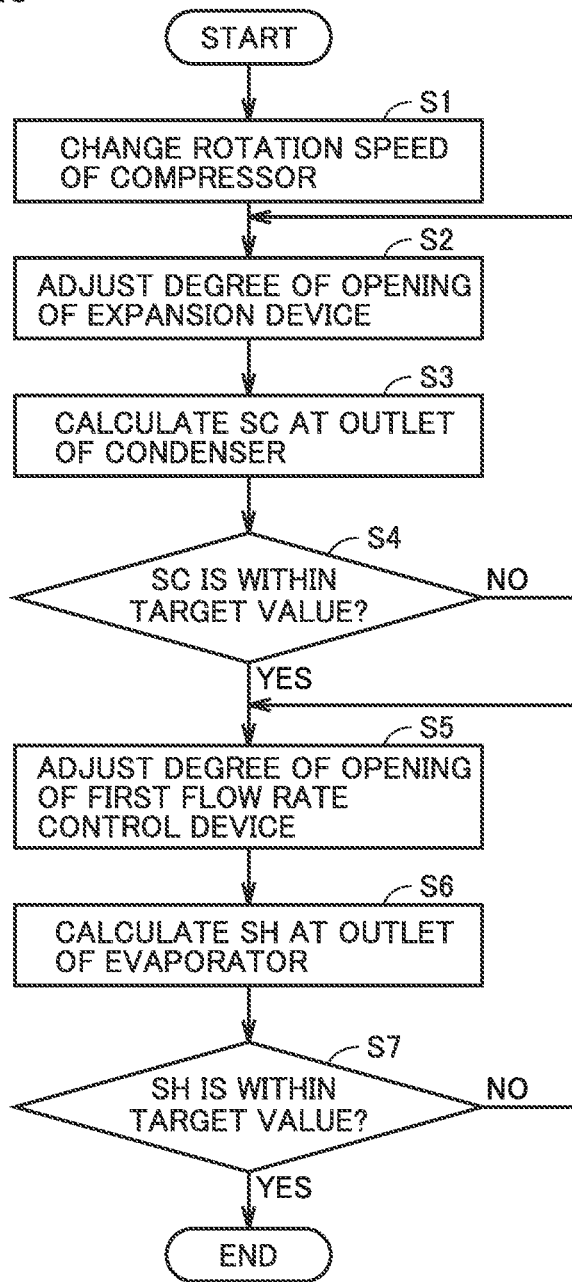 START
S1
CHANGE ROTATION SPEED
OF COMPRESSOR
S2
ADJUST DEGREE OF OPENING
OF EXPANSION DEVICE
S3
CALCULATE SC AT OUTLET
OF CONDENSER
S4
SC IS WITHIN
TARGET VALUE?
NO
YES
S5
ADJUST DEGREE OF OPENING
OF FIRST FLOW RATE
CONTROL DEVICE
S6
CALCULATE SH AT OUTLET
OF EVAPORATOR
S7
SH IS WITHIN
TARGET VALUE?
NO
YES
END